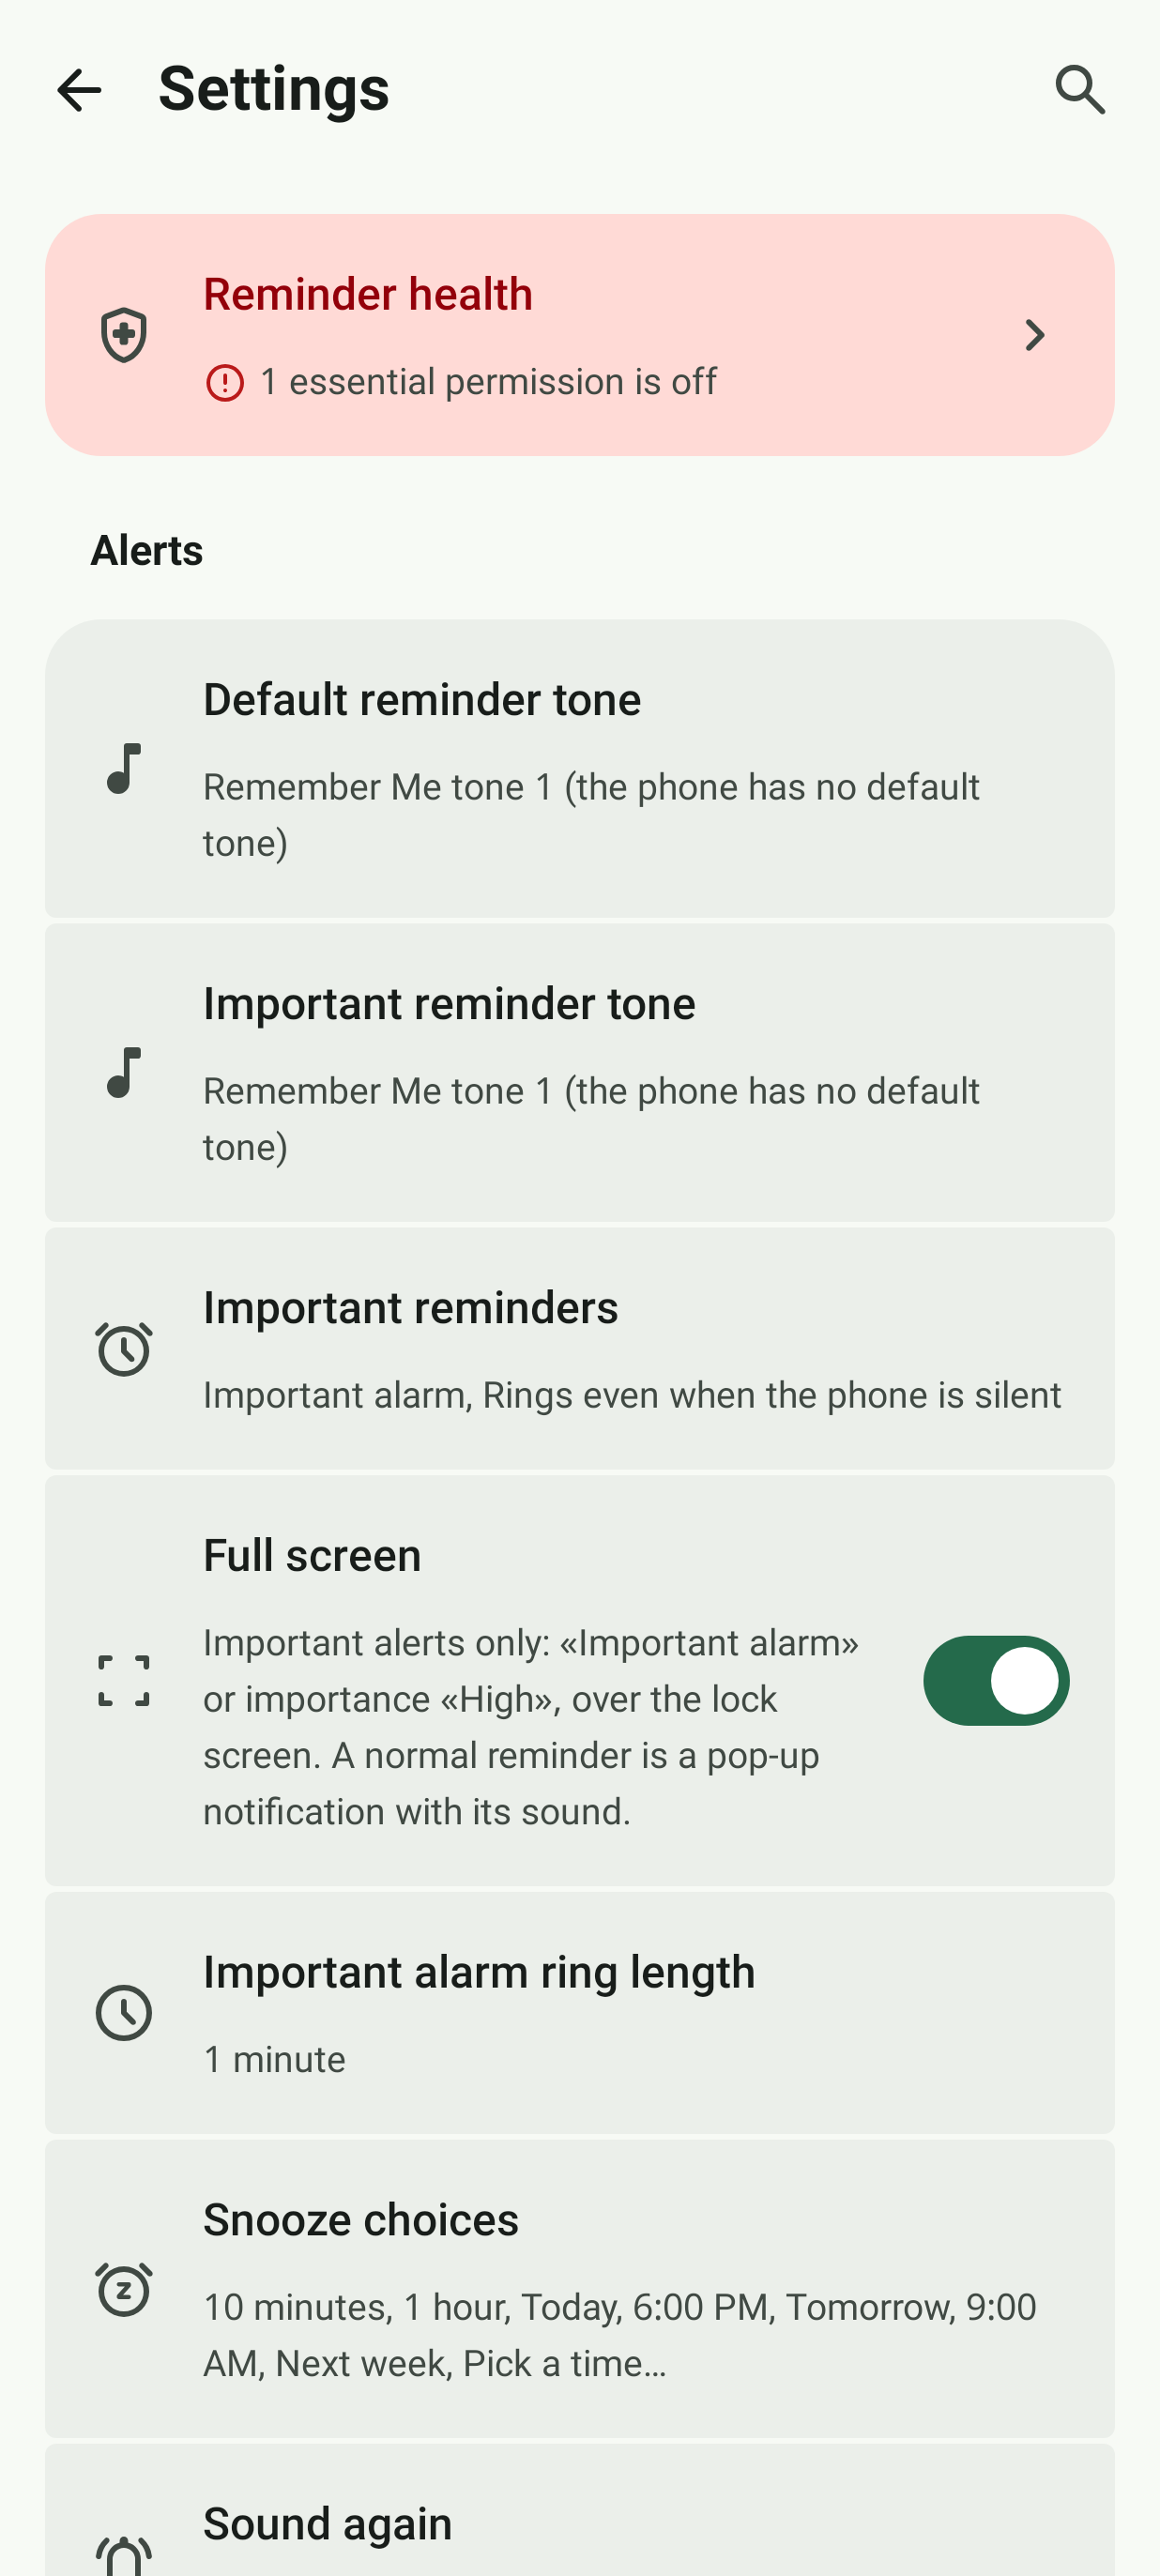 Settings
Reminder health
1 essential permission is off
Alerts
Default reminder tone
Remember Me tone 1 (the phone has no default
tone)
Important reminder tone
Remember Me tone 1 (the phone has no default
tone)
Important reminders
Important alarm, Rings even when the phone is silent
Full screen
Important alerts only: «Important alarm»
or importance «High», over the lock
screen. A normal reminder is a pop-up
notification with its sound.
Important alarm ring length
1 minute
Snooze choices
10 minutes, 1 hour, Today, 6:00 PM, Tomorrow, 9:00
AM, Next week, Pick a time…
Sound again